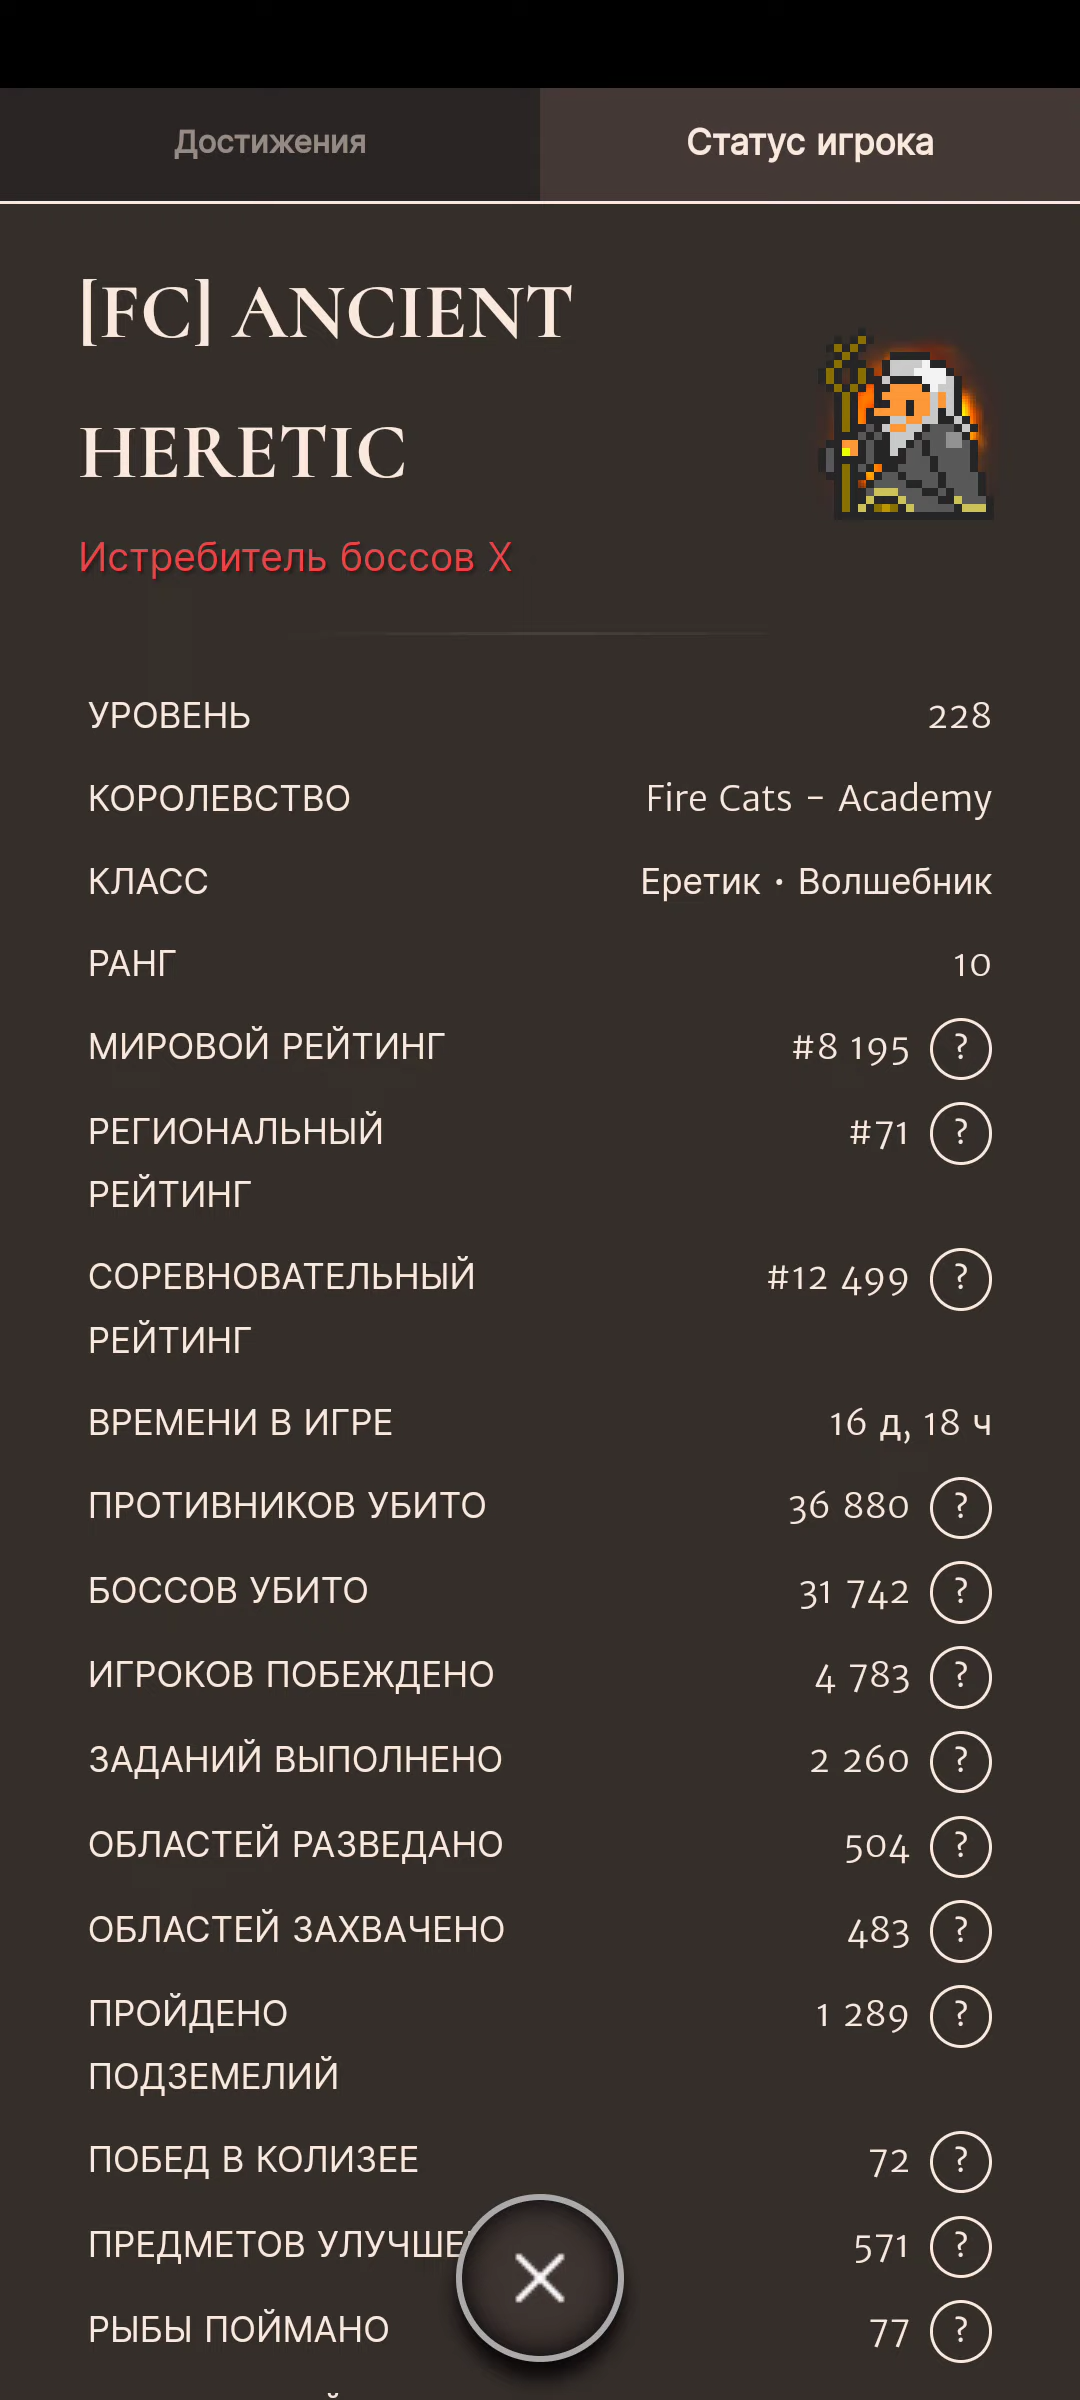 Достижения
Статус игрока
[FC] ANCIENT
HERETIC
Истребитель боссов X
УРОВЕНЬ 228
КОРОЛЕВСТВО Fire Cats - Academy
КЛАСС Еретик • Волшебник
РАНГ 10
МИРОВОЙ РЕЙТИНГ #8 195 ?
РЕГИОНАЛЬНЫЙ #71 ?
РЕЙТИНГ
СОРЕВНОВАТЕЛЬНЫЙ #12 499 ?
РЕЙТИНГ
ВРЕМЕНИ В ИГРЕ 16 д, 18 ч
ПРОТИВНИКОВ УБИТО 36 880 ?
БОССОВ УБИТО 31 742 ?
ИГРОКОВ ПОБЕЖДЕНО 4 783 ?
ЗАДАНИЙ ВЫПОЛНЕНО 2 260 ?
ОБЛАСТЕЙ РАЗВЕДАНО 504 ?
ОБЛАСТЕЙ ЗАХВАЧЕНО 483 ?
ПРОЙДЕНО 1 289 ?
ПОДЗЕМЕЛИЙ
ПОБЕД В КОЛИЗЕЕ 72 ?
ПРЕДМЕТОВ 571 ?
РЫБЫ ПОЙМАНО 77 ?